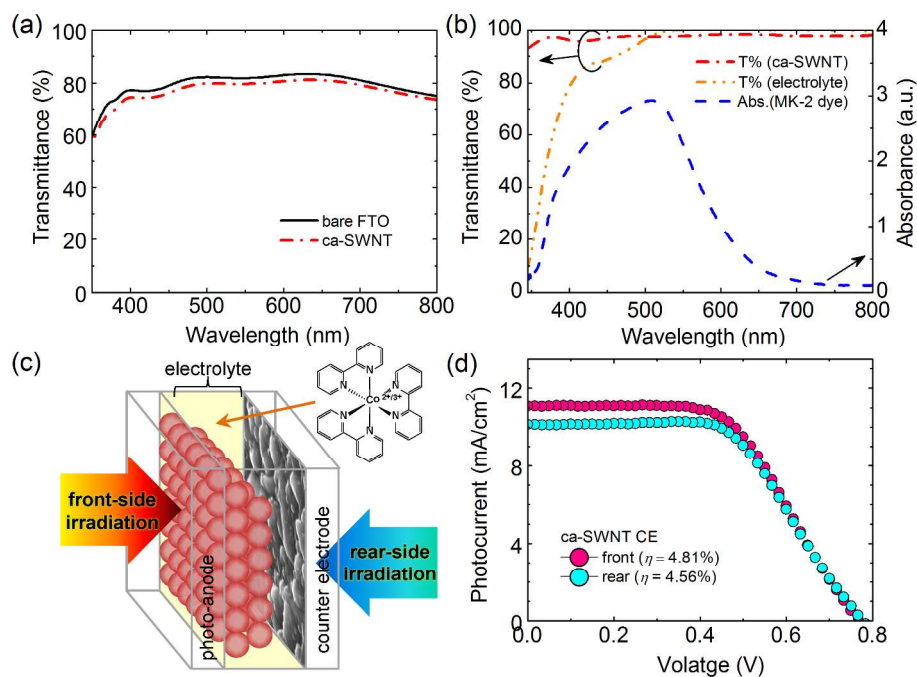 (a)
100
80
60
40
20
0
Transmittance (%)
bare FTO
ca-SWNT
400 500 600 700 800
Wavelength (nm)
(b)
100
80
60
40
20
0
Transmittance (%)
T% (ca-SWNT)
T% (electrolyte)
Abs.(MK-2 dye)
4
3
2
1
0
Absorbance (a.u.)
400 500 600 700 800
Wavelength (nm)
(c)
electrolyte
N
N
N
Co 2+/3+
N
N
N
front-side
irradiation
photo-anode
counter electrode
rear-side
irradiation
(d)
12
8
4
0
Photocurrent (mA/cm²)
ca-SWNT CE
front (η = 4.81%)
rear (η = 4.56%)
0.0 0.2 0.4 0.6 0.8
Volatge (V)